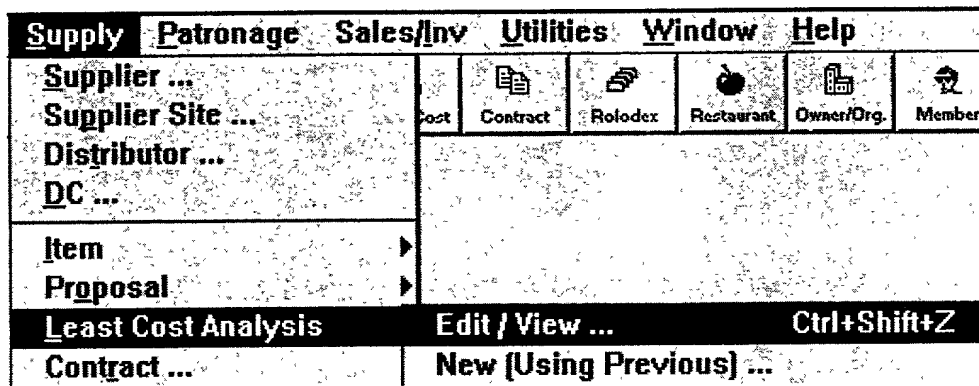 Supply Patronage Sales/Inv Utilities Window Help
Supplier ...
Supplier Site ...
Distributor ...
DC ...
Cost Contract Rolodex Restaurant Owner/Org. Member
Item
Proposal
Least Cost Analysis Edit / View ... Ctrl+Shift+Z
Contract ... New (Using Previous) ...